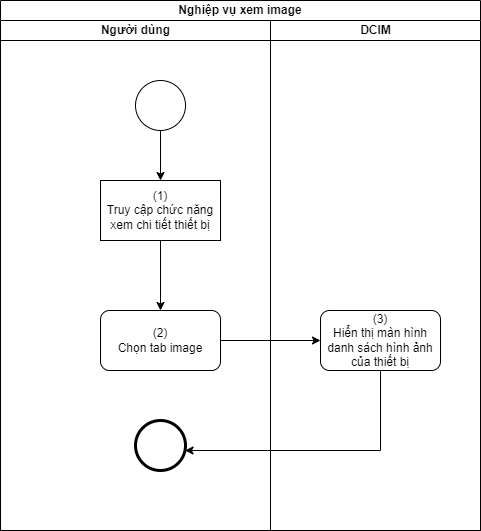 Nghiệp vụ xem image
Người dùng
DCIM
(1)
Truy cập chức năng
xem chi tiết thiết bị
(2)
Chọn tab image
(3)
Hiển thị màn hình
danh sách hình ảnh
của thiết bị